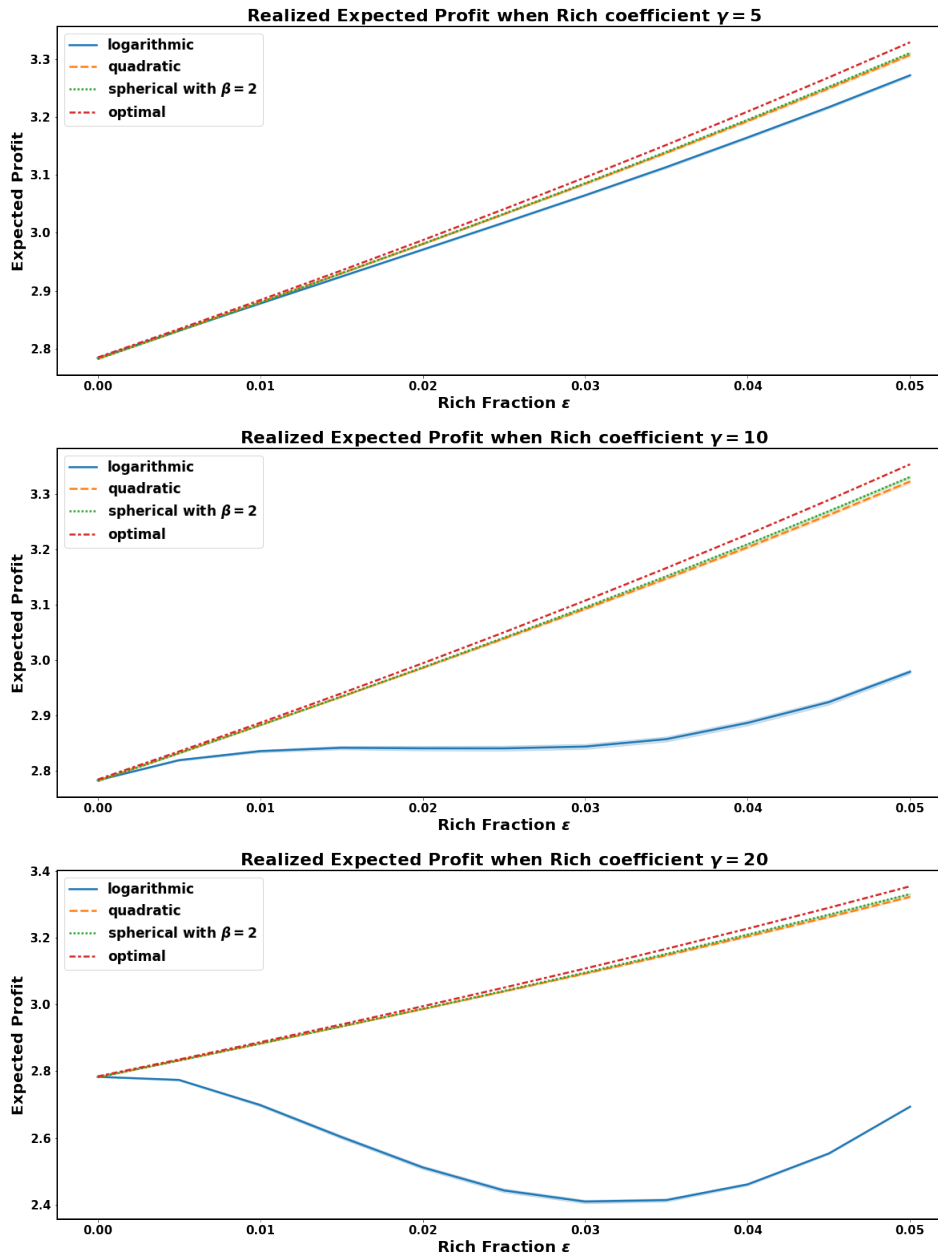 Realized Expected Profit when Rich coefficient γ = 5
logarithmic
quadratic
spherical with β = 2
optimal
3.3
3.2
3.1
3.0
2.9
2.8
Expected Profit
0.00 0.01 0.02 0.03 0.04 0.05
Rich Fraction ε
Realized Expected Profit when Rich coefficient γ = 10
logarithmic
quadratic
spherical with β = 2
optimal
3.3
3.2
3.1
3.0
2.9
2.8
Expected Profit
0.00 0.01 0.02 0.03 0.04 0.05
Rich Fraction ε
Realized Expected Profit when Rich coefficient γ = 20
logarithmic
quadratic
spherical with β = 2
optimal
3.4
3.2
3.0
2.8
2.6
2.4
Expected Profit
0.00 0.01 0.02 0.03 0.04 0.05
Rich Fraction ε